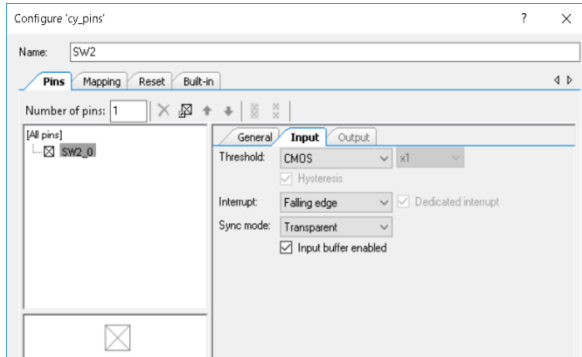 Configure 'cy_pins' ?
Name: SW2
Pins Mapping Reset Built-in
Number of pins: 1
[All pins]
SW2_0
General Input Output
Threshold: CMOS x1
Hysteresis
Interrupt: Falling edge Dedicated interrupt
Sync mode: Transparent
Input buffer enabled